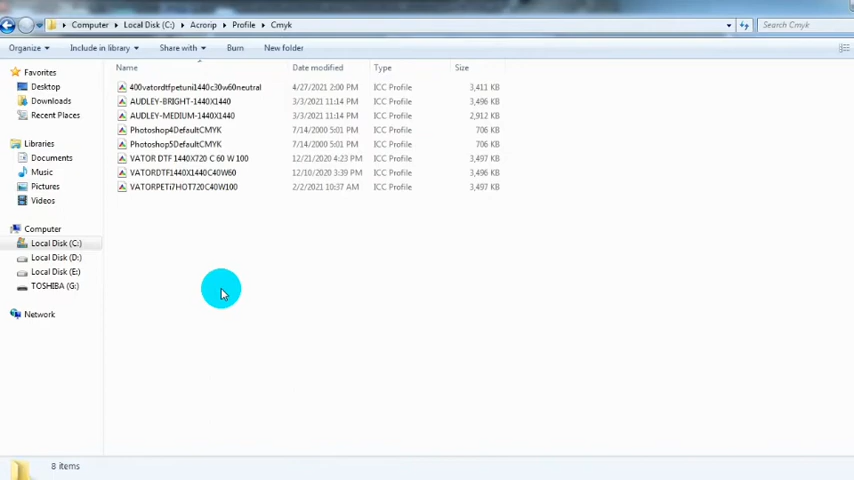 Computer Local Disk (C:) Acrorip Profile Cmyk Search Cmyk
Organize Include in library Share with Burn New folder
Name Date modified Type Size
Favorites
Desktop
Downloads
Recent Places
Libraries
Documents
Music
Pictures
Videos
Computer
Local Disk (C:)
Local Disk (D:)
Local Disk (E:)
TOSHIBA (G:)
Network
400vatordtfpetuni1440c30w60neutral 4/27/2021 2:00 PM ICC Profile 3,411 KB
AUDLEY-BRIGHT-1440X1440 3/3/2021 11:14 PM ICC Profile 3,496 KB
AUDLEY-MEDIUM-1440X1440 3/3/2021 11:14 PM ICC Profile 2,912 KB
Photoshop4DefaultCMYK 7/14/2000 5:01 PM ICC Profile 706 KB
Photoshop5DefaultCMYK 7/14/2000 5:01 PM ICC Profile 706 KB
VATOR DTF 1440X720 C 60 W 100 12/21/2020 4:23 PM ICC Profile 3,497 KB
VATORDTF1440X1440C40W60 12/10/2020 3:39 PM ICC Profile 3,496 KB
VATORPETi7HOT720C40W100 2/2/2021 10:37 AM ICC Profile 3,497 KB
8 items